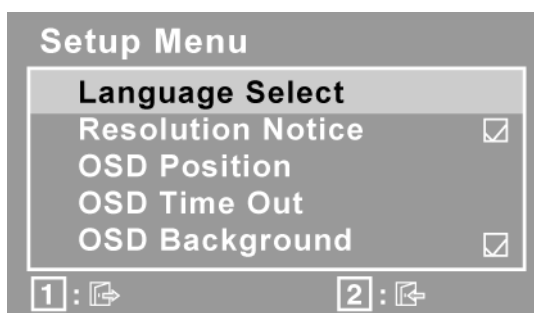 Setup Menu
Language Select
Resolution Notice
OSD Position
OSD Time Out
OSD Background
1 : 2 :